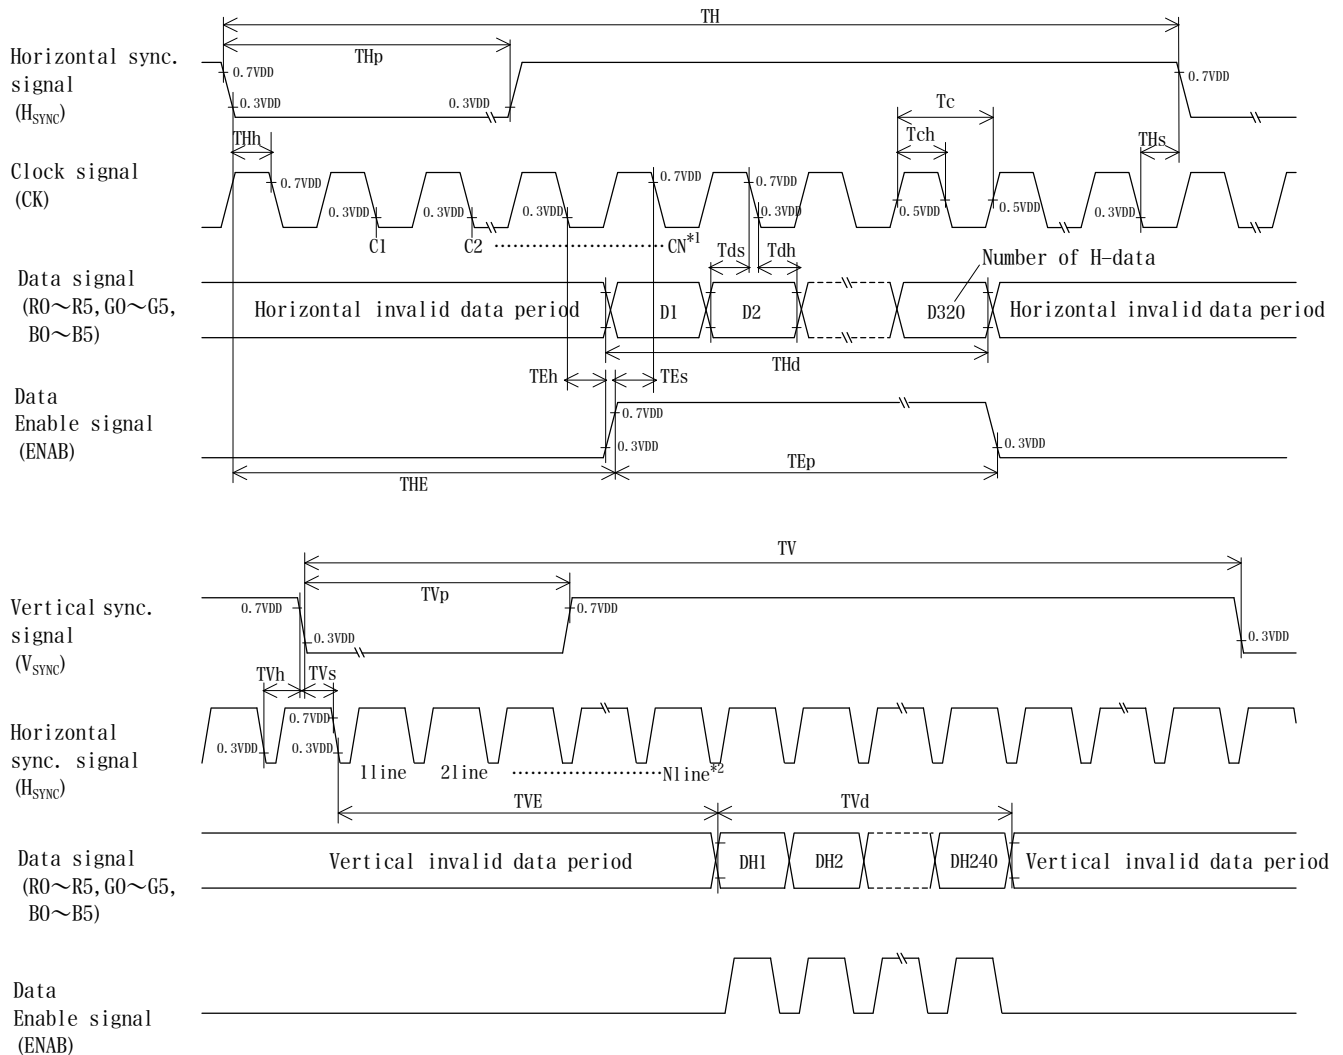 TH
Horizontal sync.
signal
(HSYNC)
THp
0.7VDD
0.3VDD
0.3VDD
0.7VDD
Tc
THh
Tch
THs
Clock signal
(CK)
0.7VDD
0.7VDD
0.7VDD
0.3VDD
0.3VDD
0.3VDD
0.3VDD
0.5VDD
0.5VDD
0.3VDD
C1
C2
CN*1
Tds
Tdh
Number of H-data
Data signal
(R0～R5,G0～G5,
B0～B5)
Horizontal invalid data period
D1
D2
D320
Horizontal invalid data period
THd
TEh
TEs
Data
Enable signal
(ENAB)
0.7VDD
0.3VDD
0.3VDD
THE
TEp
TV
TVp
Vertical sync.
signal
(VSYNC)
0.7VDD
0.7VDD
0.3VDD
0.3VDD
TVh
TVs
Horizontal
sync. signal
(HSYNC)
0.7VDD
0.3VDD
0.3VDD
1line
2line
Nline*2
TVE
TVd
Data signal
(R0～R5,G0～G5,
B0～B5)
Vertical invalid data period
DH1
DH2
DH240
Vertical invalid data period
Data
Enable signal
(ENAB)